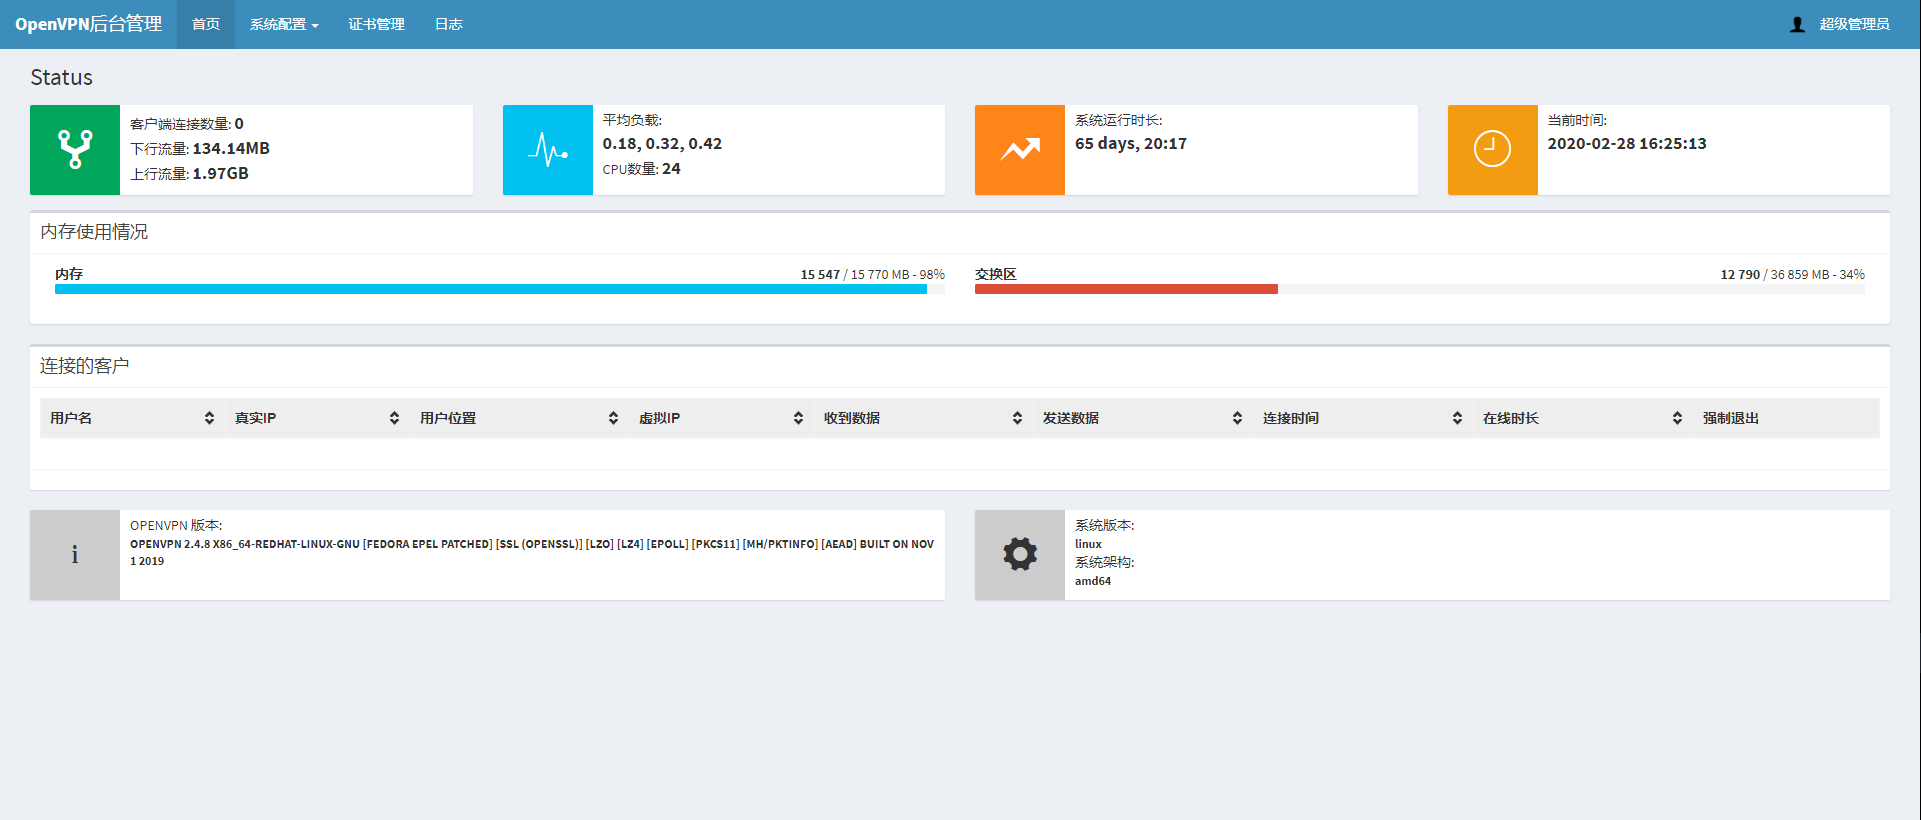 OpenVPN后台管理 首页 系统配置 证书管理 日志 超级管理员
Status
客户端连接数量: 0
下行流量: 134.14MB
上行流量: 1.97GB
平均负载:
0.18, 0.32, 0.42
CPU数量: 24
系统运行时长:
65 days, 20:17
当前时间:
2020-02-28 16:25:13
内存使用情况
内存 15 547 / 15 770 MB - 98%
交换区 12 790 / 36 859 MB - 34%
连接的客户
用户名 真实IP 用户位置 虚拟IP 收到数据 发送数据 连接时间 在线时长 强制退出
OPENVPN 版本:
OPENVPN 2.4.8 X86_64-REDHAT-LINUX-GNU [FEDORA EPEL PATCHED] [SSL (OPENSSL)] [LZO] [LZ4] [EPOLL] [PKCS11] [MH/PKTINFO] [AEAD] BUILT ON NOV
1 2019
系统版本:
linux
系统架构:
amd64